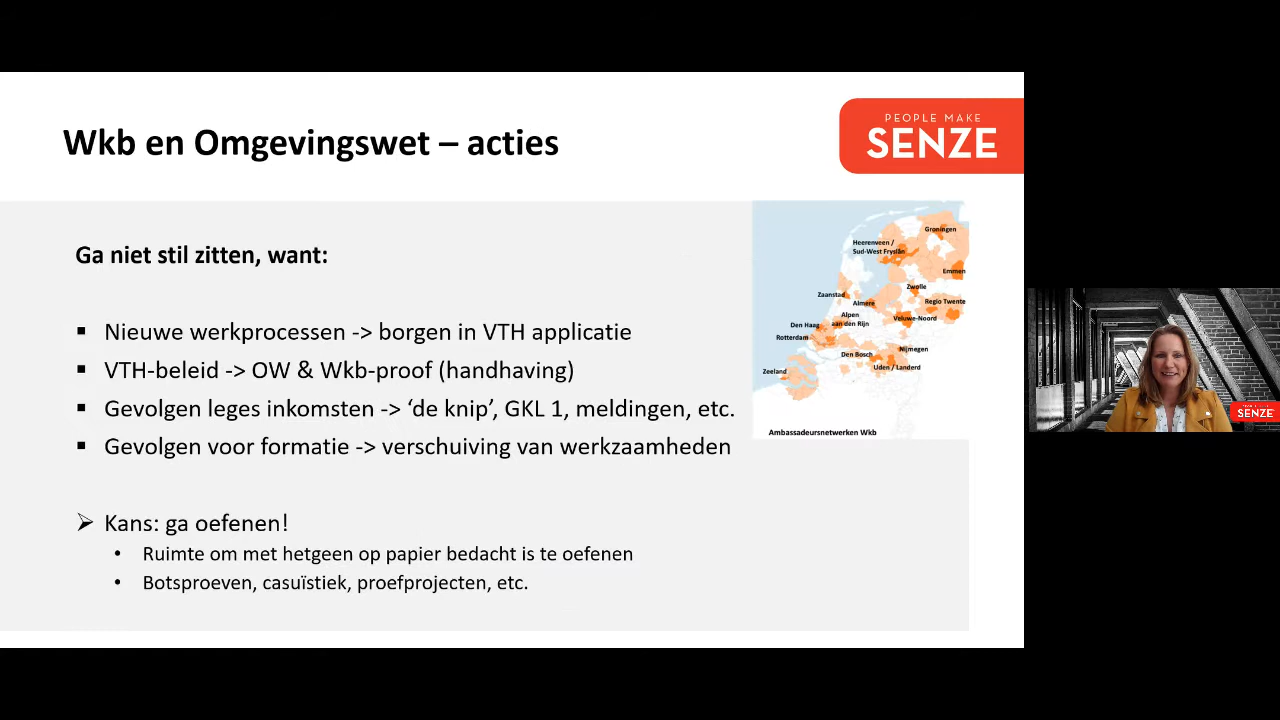 Wkb en Omgevingswet – acties
PEOPLE MAKE
SENZE
Ga niet stil zitten, want:
▪ Nieuwe werkprocessen -> borgen in VTH applicatie
▪ VTH-beleid -> OW & Wkb-proof (handhaving)
▪ Gevolgen leges inkomsten -> ‘de knip’, GKL 1, meldingen, etc.
▪ Gevolgen voor formatie -> verschuiving van werkzaamheden
➢ Kans: ga oefenen!
• Ruimte om met hetgeen op papier bedacht is te oefenen
• Botsproeven, casuïstiek, proefprojecten, etc.
Groningen
Heerenveen /
Sud-West Fryslân
Emmen
Zwolle
Zaanstad
Almere
Regio Twente
Alpen
aan den Rijn
Veluwe-Noord
Den Haag
Rotterdam
Den Bosch
Nijmegen
Uden / Landerd
Zeeland
Ambassadeursnetwerken Wkb
SENZE